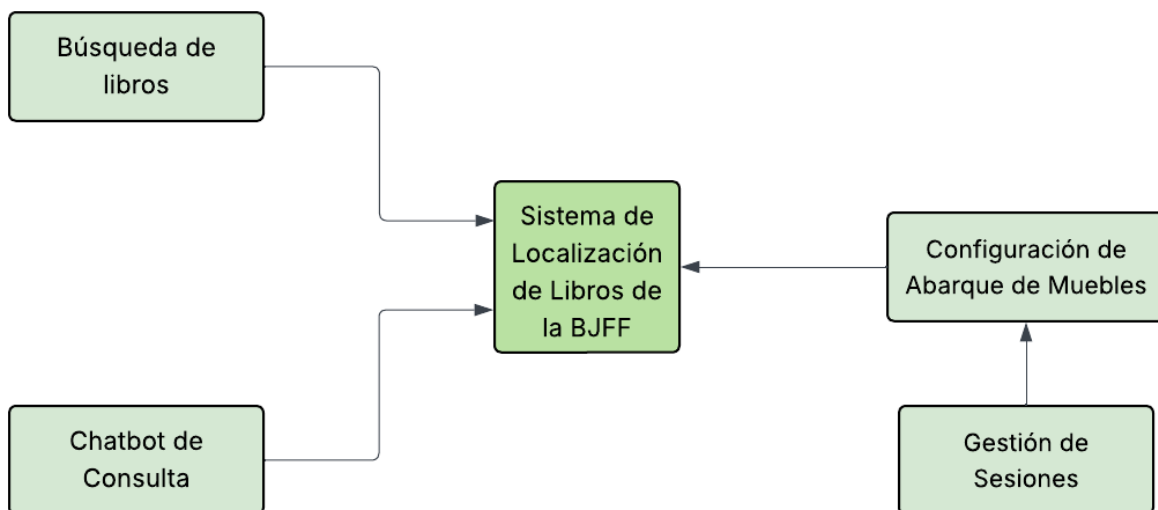 Búsqueda de
libros
Sistema de
Localización
de Libros de
la BJFF
Configuración de
Abarque de Muebles
Chatbot de
Consulta
Gestión de
Sesiones